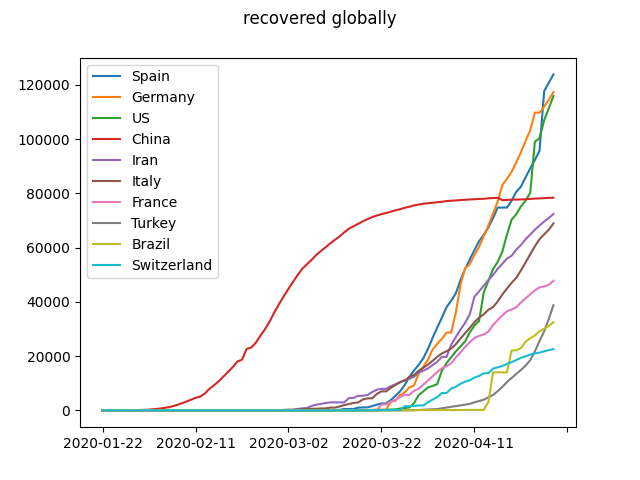 recovered globally
120000
100000
80000
60000
40000
20000
0
Spain
Germany
US
China
Iran
Italy
France
Turkey
Brazil
Switzerland
2020-01-22 2020-02-11 2020-03-02 2020-03-22 2020-04-11